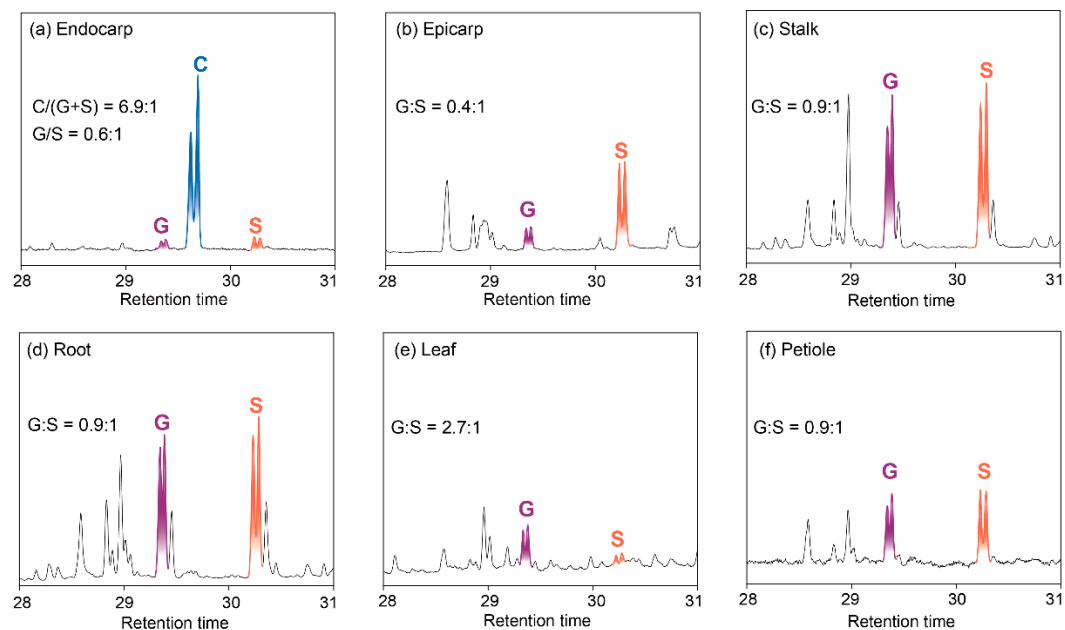 (a) Endocarp
C
C/(G+S) = 6.9:1
G/S = 0.6:1
G
S
28 29 30 31
Retention time
(b) Epicarp
G:S = 0.4:1
S
G
28 29 30 31
Retention time
(c) Stalk
S
G
G:S = 0.9:1
28 29 30 31
Retention time
(d) Root
S
G:S = 0.9:1
G
28 29 30 31
Retention time
(e) Leaf
G:S = 2.7:1
G
S
28 29 30 31
Retention time
(f) Petiole
G:S = 0.9:1
G
S
28 29 30 31
Retention time